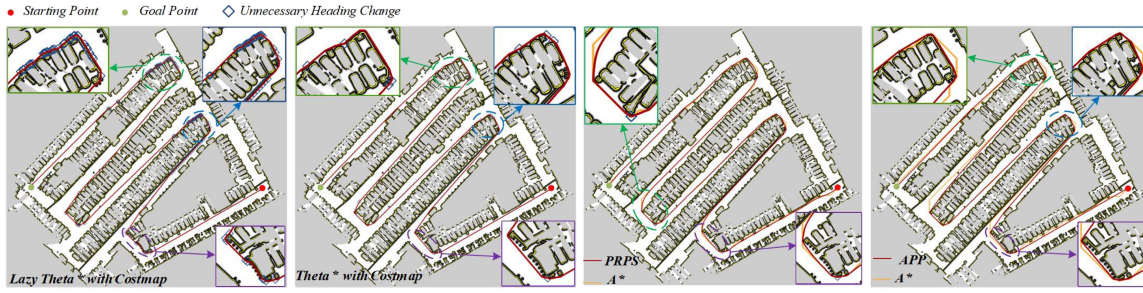 Starting Point Goal Point Unnecessary Heading Change
Lazy Theta * with Costmap
Theta * with Costmap
PRPS
A*
APP
A*